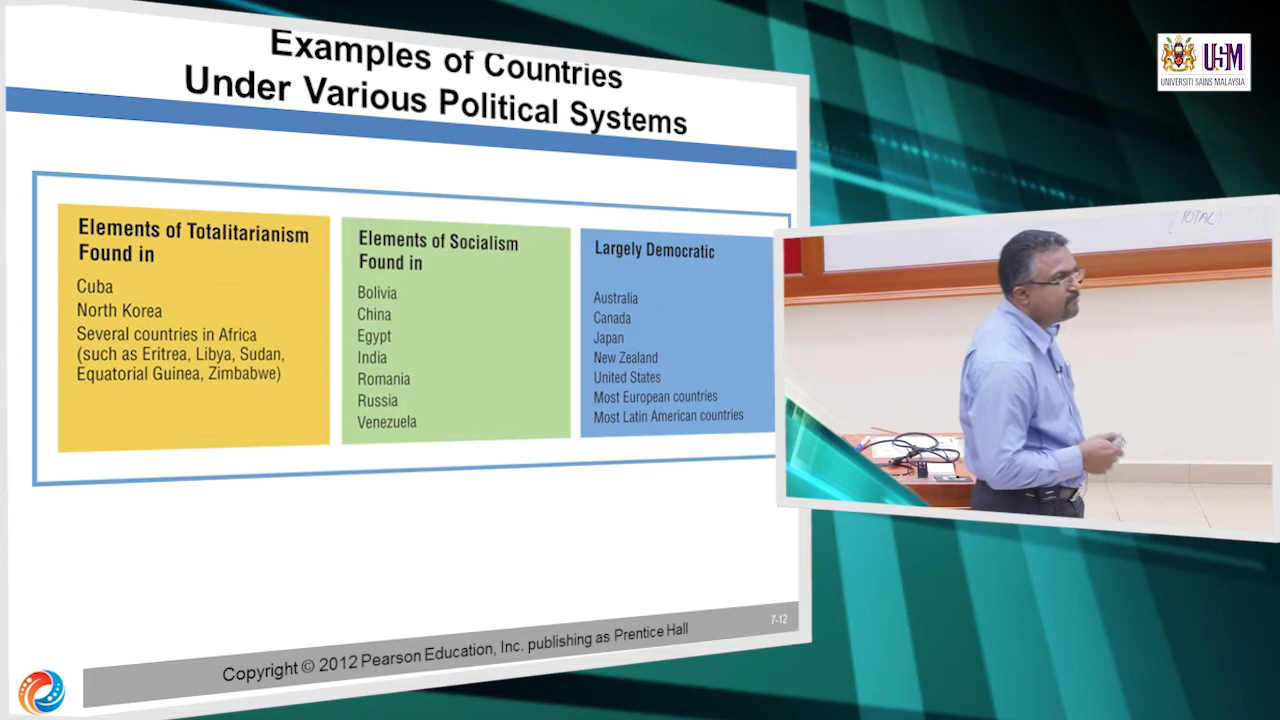 Examples of Countries
Under Various Political Systems
Elements of Totalitarianism
Found in
Cuba
North Korea
Several countries in Africa
(such as Eritrea, Libya, Sudan,
Equatorial Guinea, Zimbabwe)
Elements of Socialism
Found in
Bolivia
China
Egypt
India
Romania
Russia
Venezuela
Largely Democratic
Australia
Canada
Japan
New Zealand
United States
Most European countries
Most Latin American countries
Copyright © 2012 Pearson Education, Inc. publishing as Prentice Hall
7-12
USM
UNIVERSITI SAINS MALAYSIA
(TOTAL)